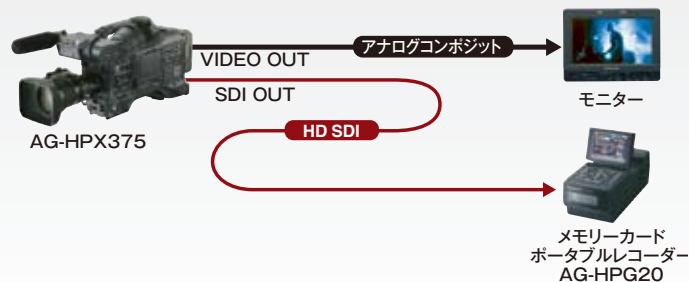 VIDEO OUT
アナログコンポジット
モニター
SDI OUT
AG-HPX375
HD SDI
メモリーカード
ポータブルレコーダー
AG-HPG20